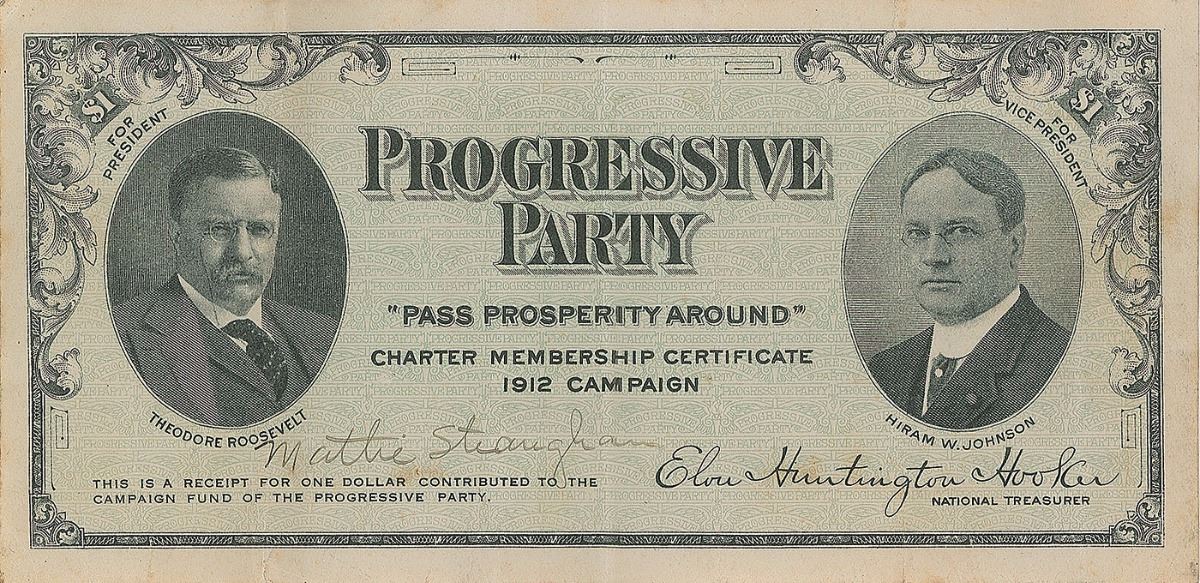 $1
$1
FOR
PRESIDENT
FOR
VICE PRESIDENT
PROGRESSIVE
PARTY
"PASS PROSPERITY AROUND"
CHARTER MEMBERSHIP CERTIFICATE
1912 CAMPAIGN
THEODORE ROOSEVELT
HIRAM W. JOHNSON
Mattie
Elon Huntington Hooker
THIS IS A RECEIPT FOR ONE DOLLAR CONTRIBUTED TO THE
CAMPAIGN FUND OF THE PROGRESSIVE PARTY.
NATIONAL TREASURER